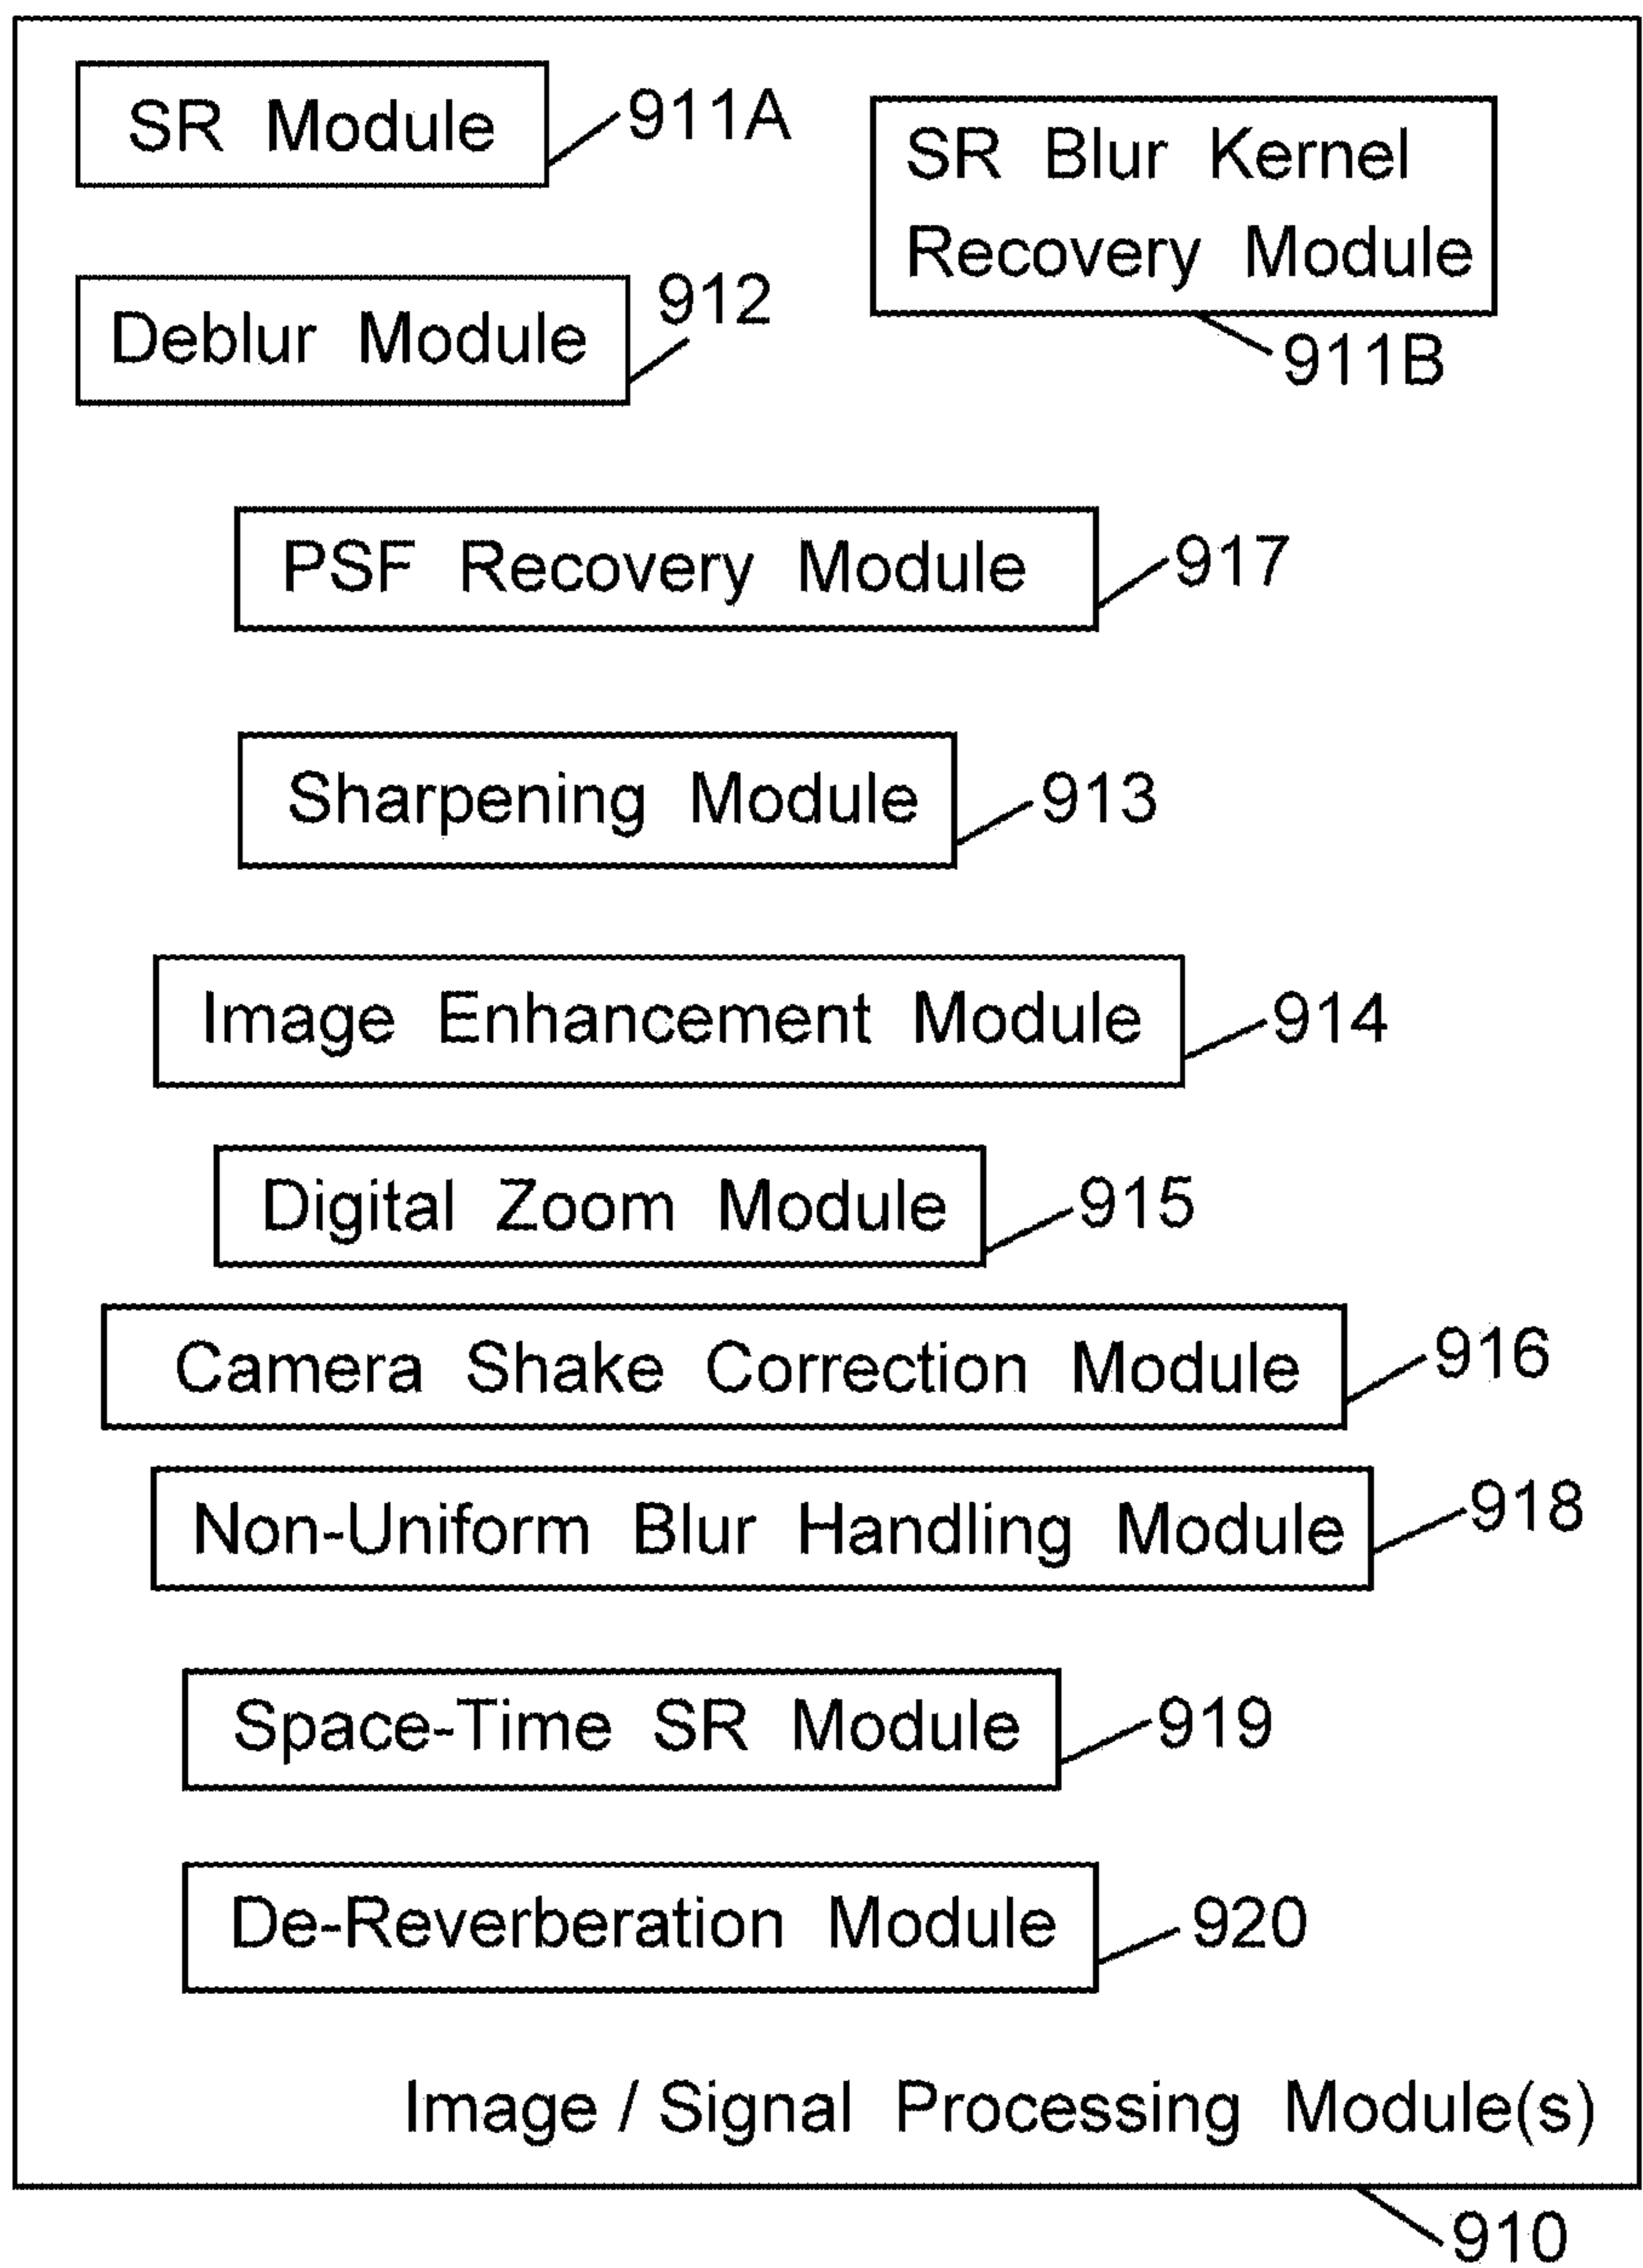 SR Module
911A
SR Blur Kernel
Recovery Module
911B
Deblur Module
912
PSF Recovery Module
917
Sharpening Module
913
Image Enhancement Module
914
Digital Zoom Module
915
Camera Shake Correction Module
916
Non-Uniform Blur Handling Module
918
Space-Time SR Module
919
De-Reverberation Module
920
Image / Signal Processing Module(s)
910